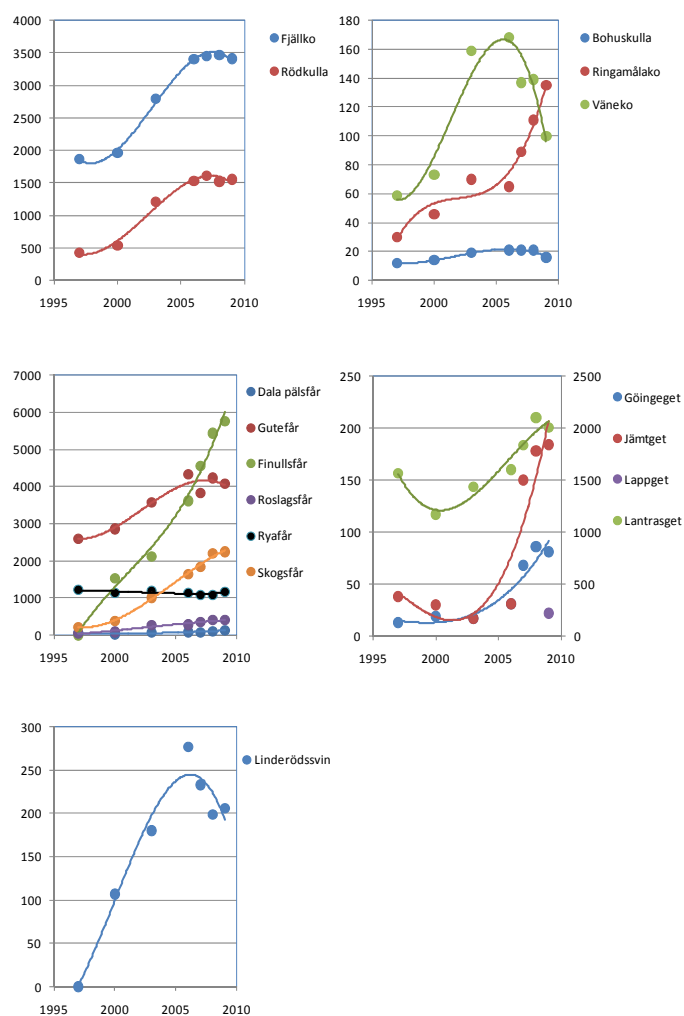 4000
3500
3000
2500
2000
1500
1000
500
0
1995 2000 2005 2010
Fjällko
Rödkulla
180
160
140
120
100
80
60
40
20
0
1995 2000 2005 2010
Bohuskulla
Ringamålako
Väneko
7000
6000
5000
4000
3000
2000
1000
0
1995 2000 2005 2010
Dala pälsfår
Gutefår
Finullsfår
Roslagsfår
Ryafår
Skogsfår
250
200
150
100
50
0
2500
2000
1500
1000
500
0
1995 2000 2005 2010
Göingeget
Jämtget
Lappget
Lantrasget
300
250
200
150
100
50
0
1995 2000 2005 2010
Linderödssvin